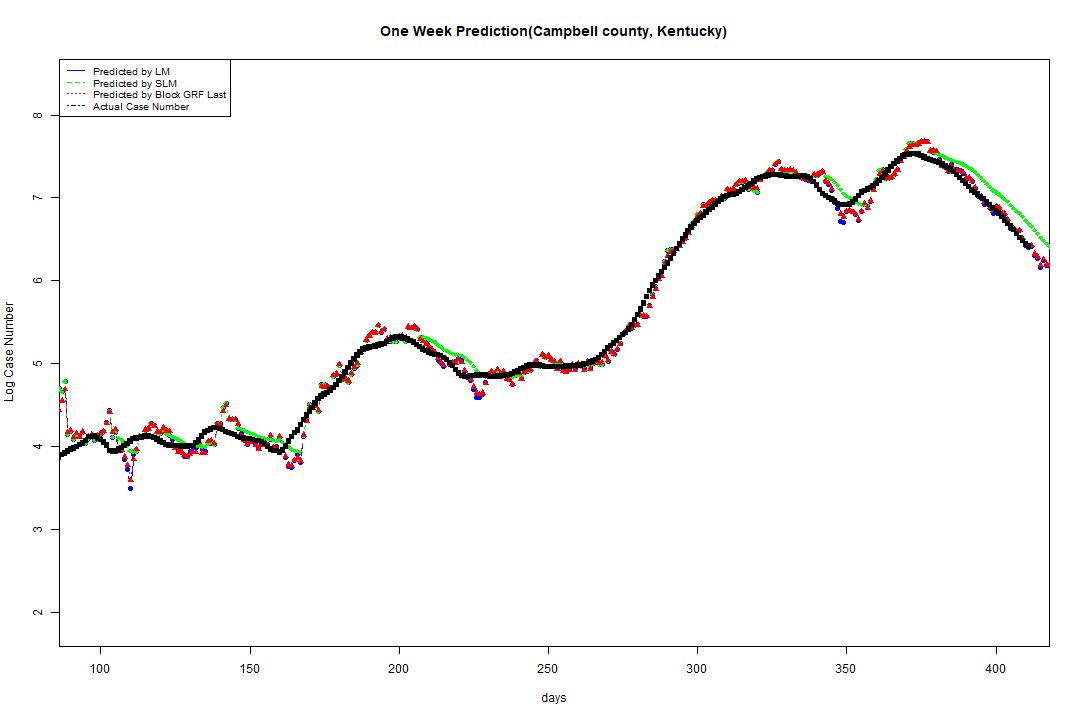 One Week Prediction(Campbell county, Kentucky)
Predicted by LM
Predicted by SLM
Predicted by Block GRF Last
Actual Case Number
8
7
6
5
4
3
2
Log Case Number
100 150 200 250 300 350 400
days